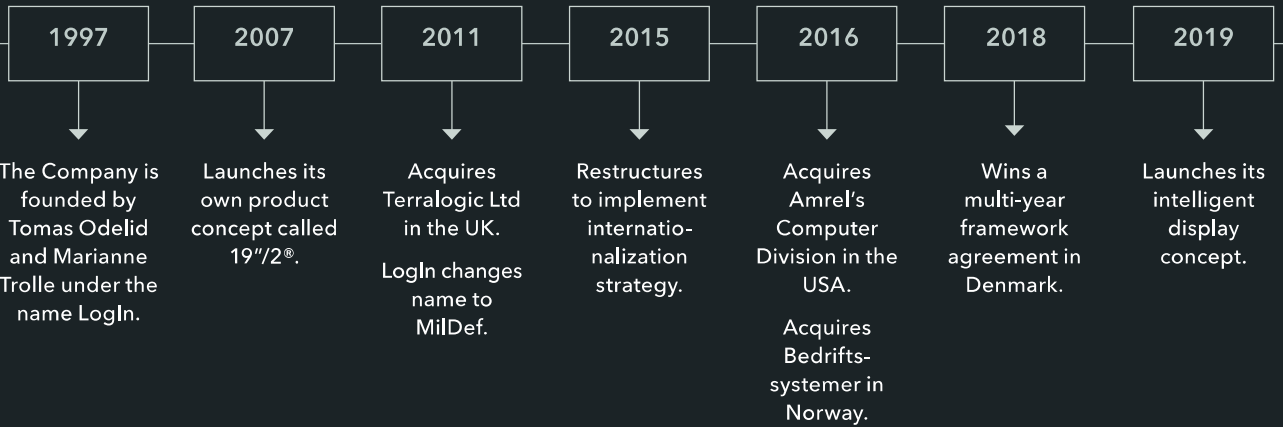 1997
The Company is
founded by
Tomas Odelid
and Marianne
Trolle under the
name LogIn.
2007
Launches its
own product
concept called
19”/2®.
2011
Acquires
Terralogic Ltd
in the UK.
LogIn changes
name to
MilDef.
2015
Restructures
to implement
internatio-
nalization
strategy.
2016
Acquires
Amrel’s
Computer
Division in the
USA.
Acquires
Bedrifts-
systemer in
Norway.
2018
Wins a
multi-year
framework
agreement in
Denmark.
2019
Launches its
intelligent
display
concept.